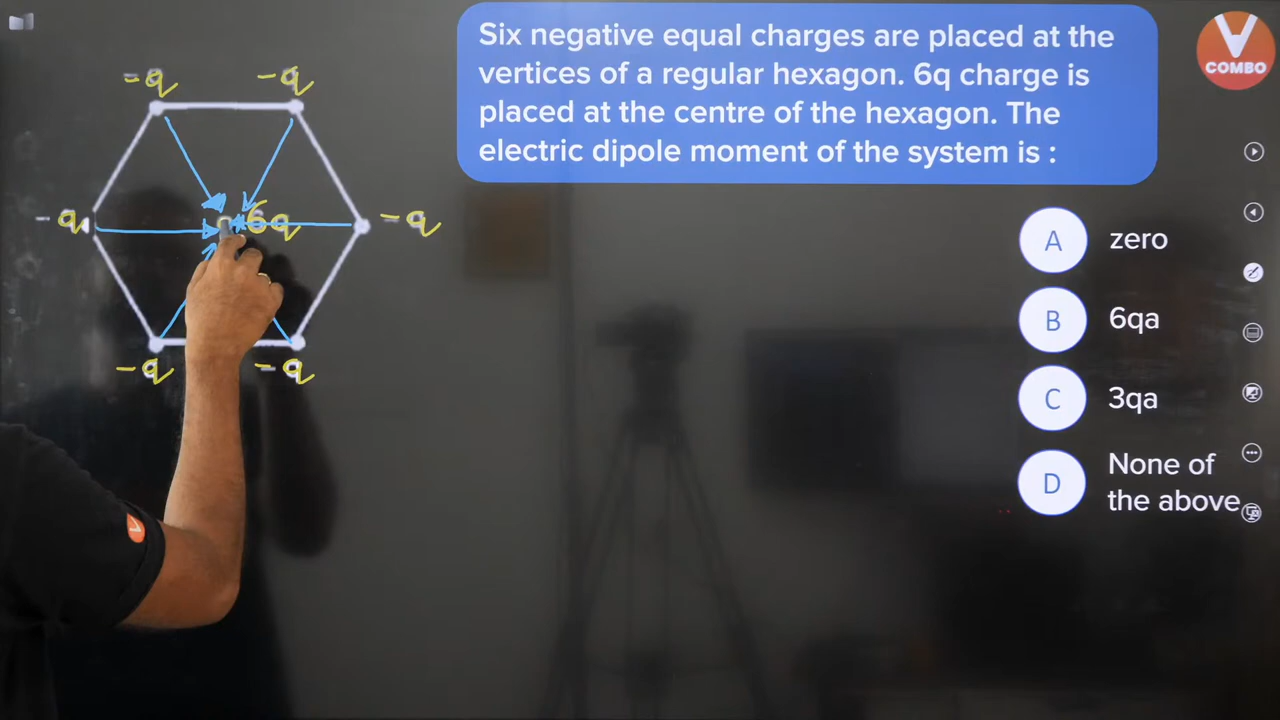 Six negative equal charges are placed at the
vertices of a regular hexagon. 6q charge is
placed at the centre of the hexagon. The
electric dipole moment of the system is :
COMBO
-q -q
-q 6q -q
-q -q
A zero
B 6qa
C 3qa
D None of
the above